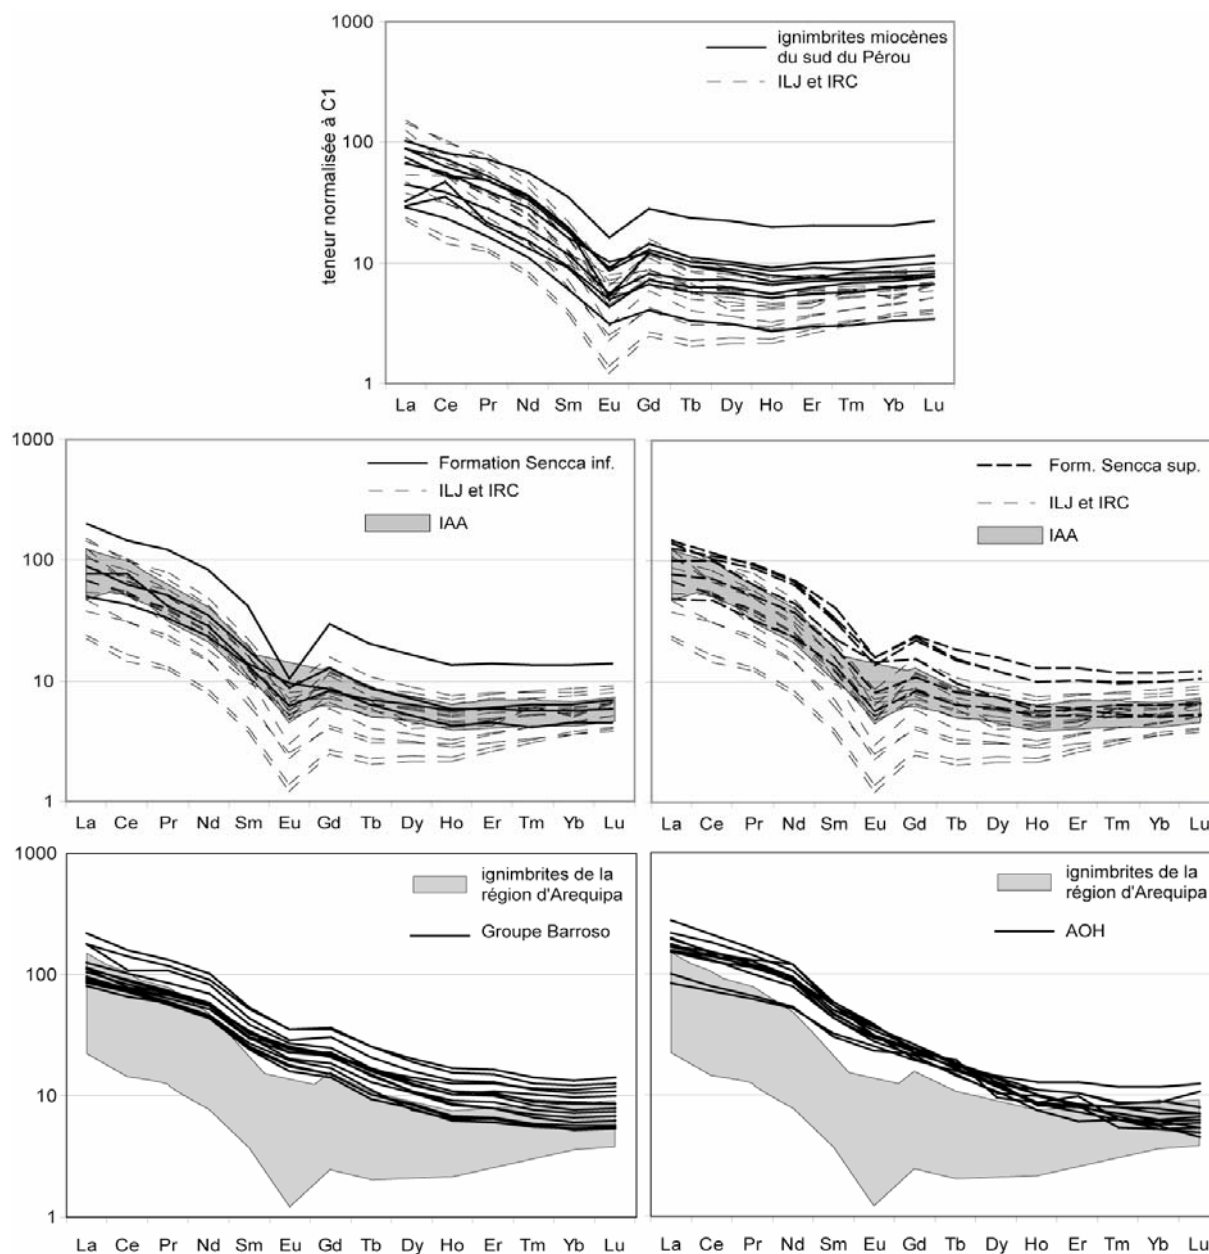 1000
100
10
1
teneur normalisée à C1
ignimbrites miocènes
du sud du Pérou
ILJ et IRC
La Ce Pr Nd Sm Eu Gd Tb Dy Ho Er Tm Yb Lu
1000
100
10
1
Formation Sencca inf.
ILJ et IRC
IAA
La Ce Pr Nd Sm Eu Gd Tb Dy Ho Er Tm Yb Lu
Form. Sencca sup.
ILJ et IRC
IAA
La Ce Pr Nd Sm Eu Gd Tb Dy Ho Er Tm Yb Lu
1000
100
10
1
ignimbrites de la
région d'Arequipa
Groupe Barroso
La Ce Pr Nd Sm Eu Gd Tb Dy Ho Er Tm Yb Lu
ignimbrites de la
région d'Arequipa
AOH
La Ce Pr Nd Sm Eu Gd Tb Dy Ho Er Tm Yb Lu